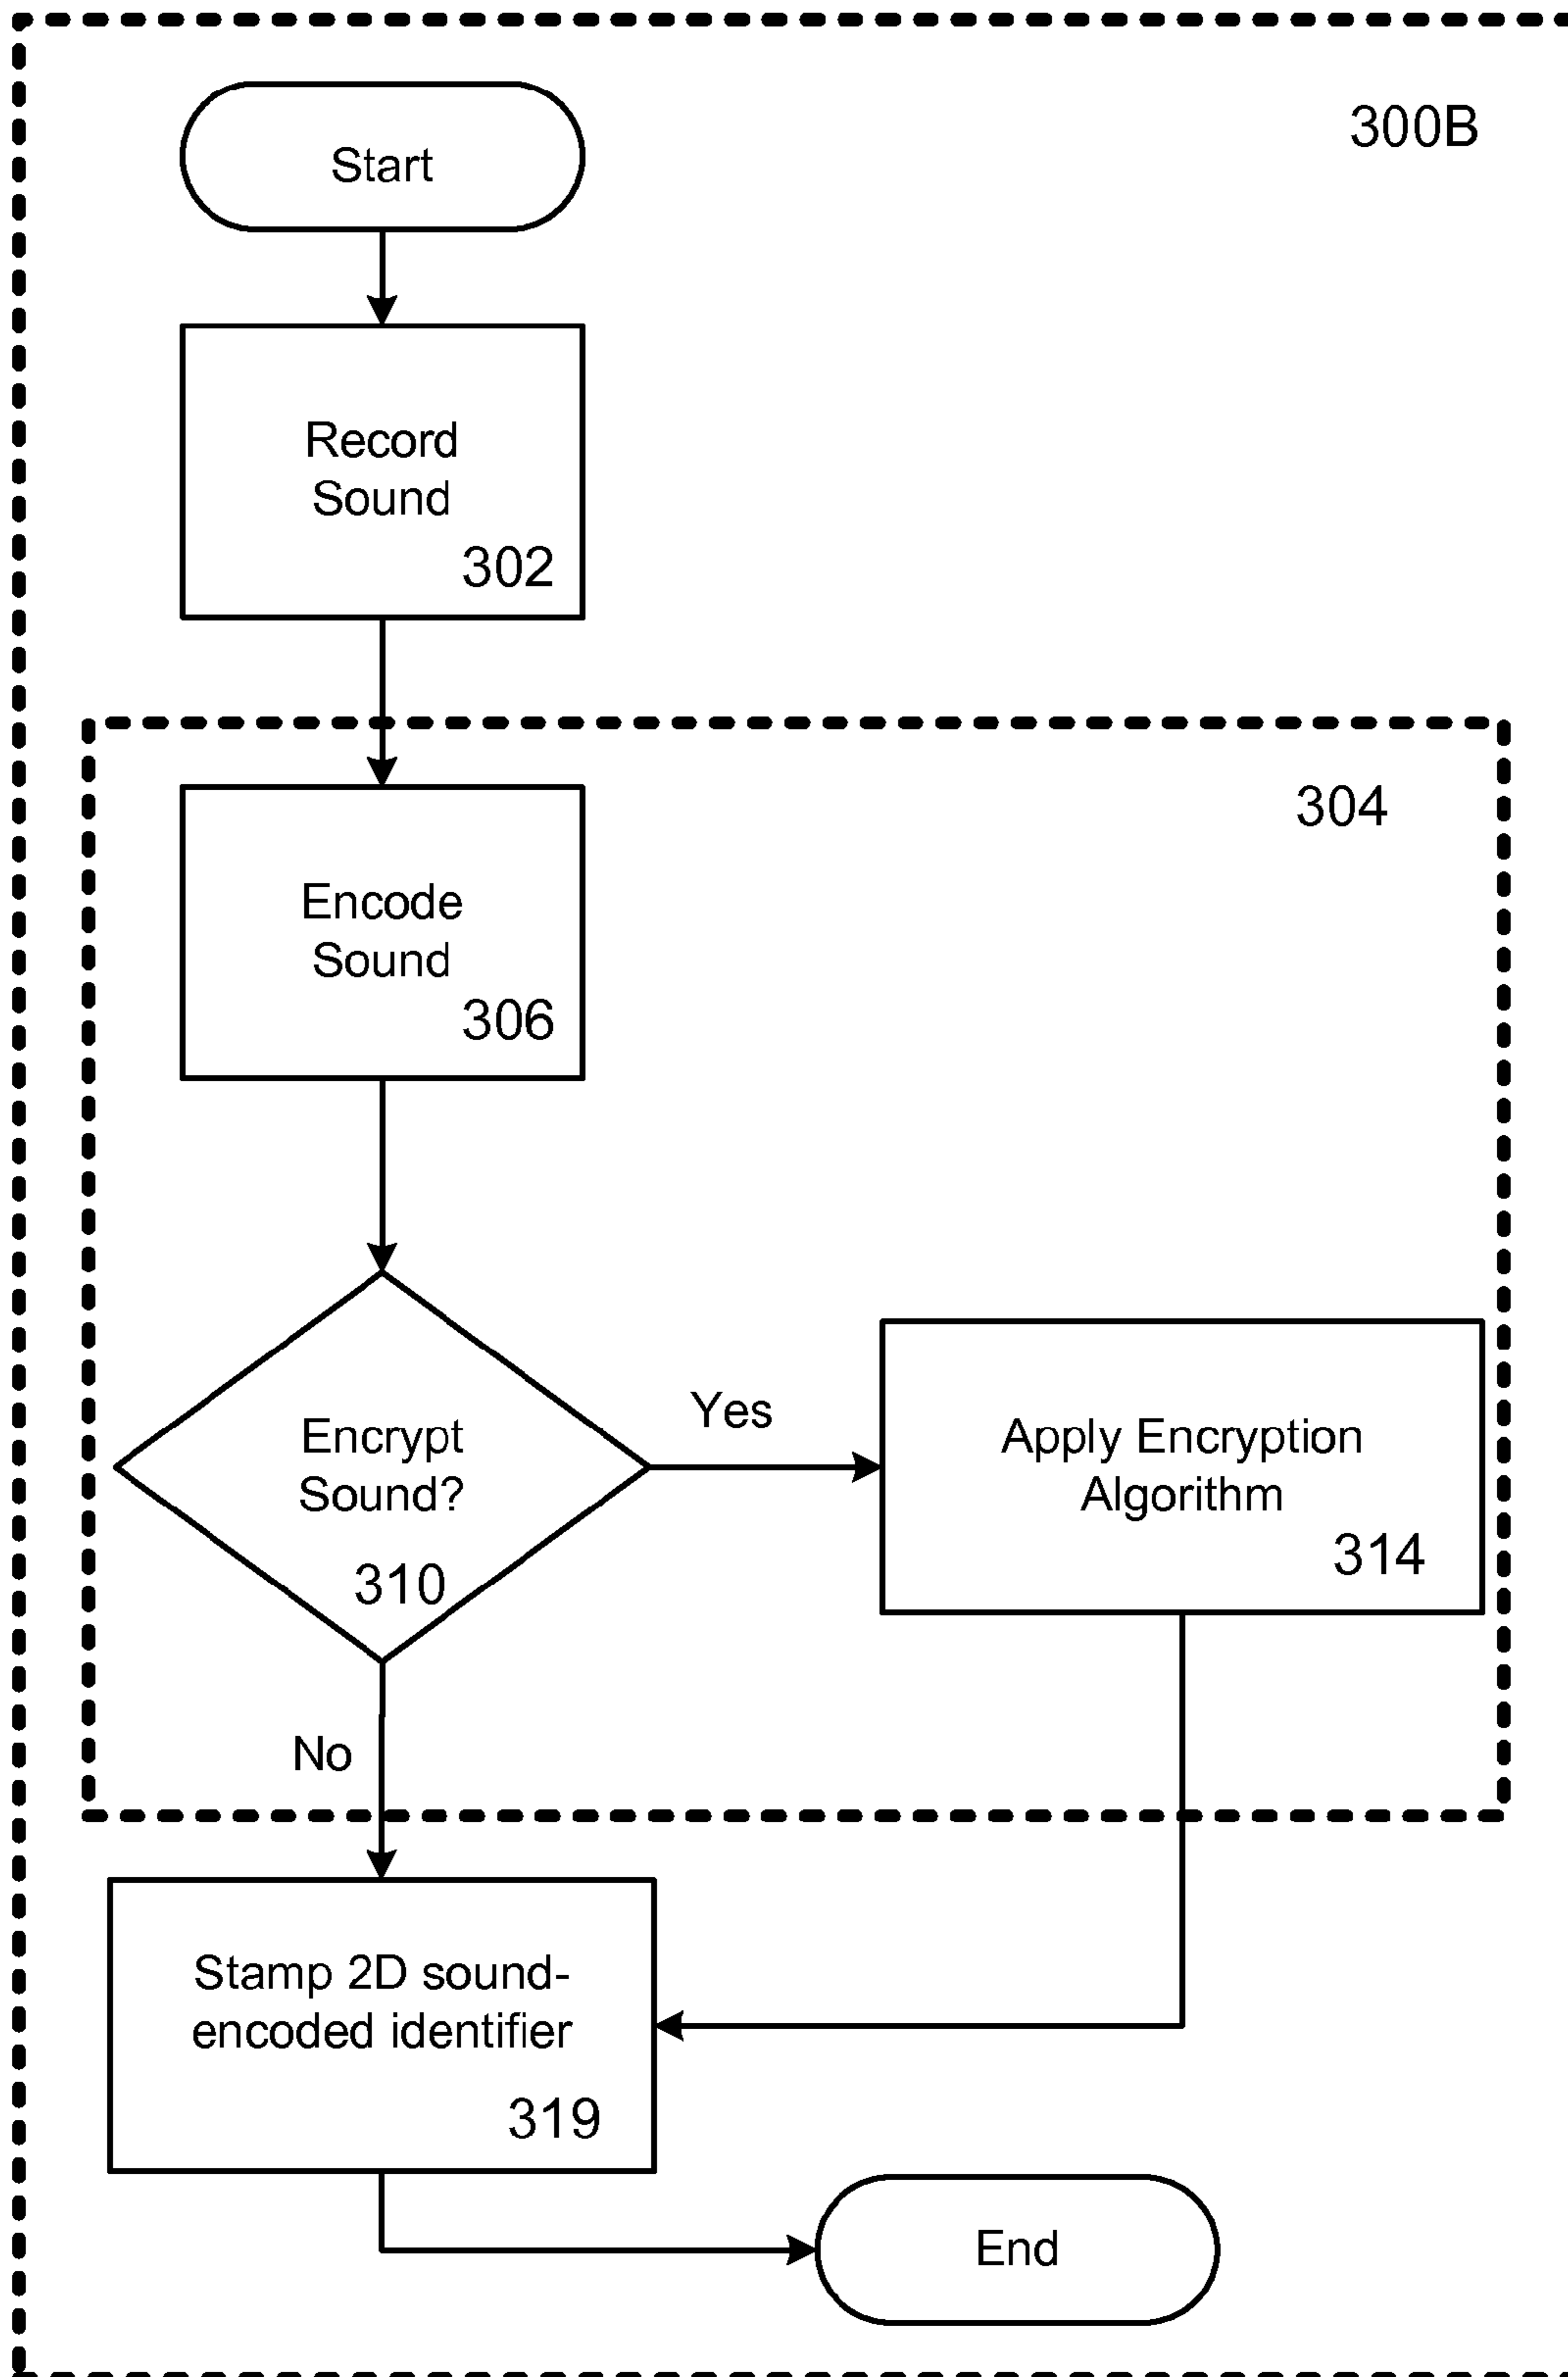 300B
Start
Record
Sound
302
304
Encode
Sound
306
Encrypt
Sound?
310
Yes
Apply Encryption
Algorithm
314
No
Stamp 2D sound-
encoded identifier
319
End